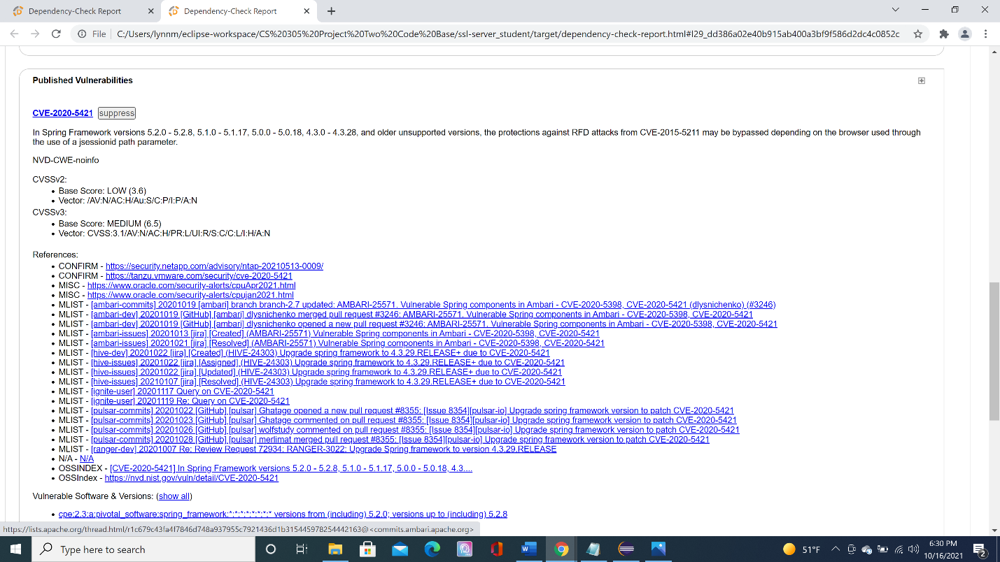 Dependency-Check Report
Dependency-Check Report
File C:/Users/lynnm/eclipse-workspace/CS%20305%20Project%20Two%20Code%20Base/ssl-server_student/target/dependency-check-report.html#l29_dd386a02e40b915ab400a3bf9f586d2dc4c0852c
Published Vulnerabilities
CVE-2020-5421 suppress
In Spring Framework versions 5.2.0 - 5.2.8, 5.1.0 - 5.1.17, 5.0.0 - 5.0.18, 4.3.0 - 4.3.28, and older unsupported versions, the protections against RFD attacks from CVE-2015-5211 may be bypassed depending on the browser used through
the use of a jsessionid path parameter.
NVD-CWE-noinfo
CVSSv2:
• Base Score: LOW (3.6)
• Vector: /AV:N/AC:H/Au:S/C:P/I:P/A:N
CVSSv3:
• Base Score: MEDIUM (6.5)
• Vector: CVSS:3.1/AV:N/AC:H/PR:L/UI:R/S:C/C:L/I:H/A:N
References:
• CONFIRM - https://security.netapp.com/advisory/ntap-20210513-0009/
• CONFIRM - https://tanzu.vmware.com/security/cve-2020-5421
• MISC - https://www.oracle.com/security-alerts/cpuApr2021.html
• MISC - https://www.oracle.com/security-alerts/cpujan2021.html
• MLIST - [ambari-commits] 20201019 [ambari] branch branch-2.7 updated: AMBARI-25571. Vulnerable Spring components in Ambari - CVE-2020-5398, CVE-2020-5421 (dlysnichenko) (#3246)
• MLIST - [ambari-dev] 20201019 [GitHub] [ambari] dlysnichenko merged pull request #3246: AMBARI-25571. Vulnerable Spring components in Ambari - CVE-2020-5398, CVE-2020-5421
• MLIST - [ambari-dev] 20201019 [GitHub] [ambari] dlysnichenko opened a new pull request #3246: AMBARI-25571. Vulnerable Spring components in Ambari - CVE-2020-5398, CVE-2020-5421
• MLIST - [ambari-issues] 20201013 [jira] [Created] (AMBARI-25571) Vulnerable Spring components in Ambari - CVE-2020-5398, CVE-2020-5421
• MLIST - [ambari-issues] 20201021 [jira] [Resolved] (AMBARI-25571) Vulnerable Spring components in Ambari - CVE-2020-5398, CVE-2020-5421
• MLIST - [hive-dev] 20201022 [jira] [Created] (HIVE-24303) Upgrade spring framework to 4.3.29.RELEASE+ due to CVE-2020-5421
• MLIST - [hive-issues] 20201022 [jira] [Assigned] (HIVE-24303) Upgrade spring framework to 4.3.29.RELEASE+ due to CVE-2020-5421
• MLIST - [hive-issues] 20201022 [jira] [Updated] (HIVE-24303) Upgrade spring framework to 4.3.29.RELEASE+ due to CVE-2020-5421
• MLIST - [hive-issues] 20210107 [jira] [Resolved] (HIVE-24303) Upgrade spring framework to 4.3.29.RELEASE+ due to CVE-2020-5421
• MLIST - [ignite-user] 20201117 Query on CVE-2020-5421
• MLIST - [ignite-user] 20201119 Re: Query on CVE-2020-5421
• MLIST - [pulsar-commits] 20201022 [GitHub] [pulsar] Ghatage opened a new pull request #8355: [Issue 8354][pulsar-io] Upgrade spring framework version to patch CVE-2020-5421
• MLIST - [pulsar-commits] 20201023 [GitHub] [pulsar] Ghatage commented on pull request #8355: [Issue 8354][pulsar-io] Upgrade spring framework version to patch CVE-2020-5421
• MLIST - [pulsar-commits] 20201026 [GitHub] [pulsar] wolfstudy commented on pull request #8355: [Issue 8354][pulsar-io] Upgrade spring framework version to patch CVE-2020-5421
• MLIST - [pulsar-commits] 20201028 [GitHub] [pulsar] merlimat merged pull request #8355: [Issue 8354][pulsar-io] Upgrade spring framework version to patch CVE-2020-5421
• MLIST - [ranger-dev] 20201007 Re: Review Request 72934: RANGER-3022: Upgrade Spring framework to version 4.3.29.RELEASE
• N/A - N/A
• OSSINDEX - [CVE-2020-5421] In Spring Framework versions 5.2.0 - 5.2.8, 5.1.0 - 5.1.17, 5.0.0 - 5.0.18, 4.3....
• OSSIndex - https://nvd.nist.gov/vuln/detail/CVE-2020-5421
Vulnerable Software & Versions: (show all)
• cpe:2.3:a:pivotal_software:spring_framework:*:*:*:*:*:*:*:* versions from (including) 5.2.0; versions up to (including) 5.2.8
https://lists.apache.org/thread.html/r1c679c43fa4f7846d748a937955c7921436d1b315445978254442163@<commits.ambari.apache.org>
Type here to search
51°F
6:30 PM
10/16/2021
2